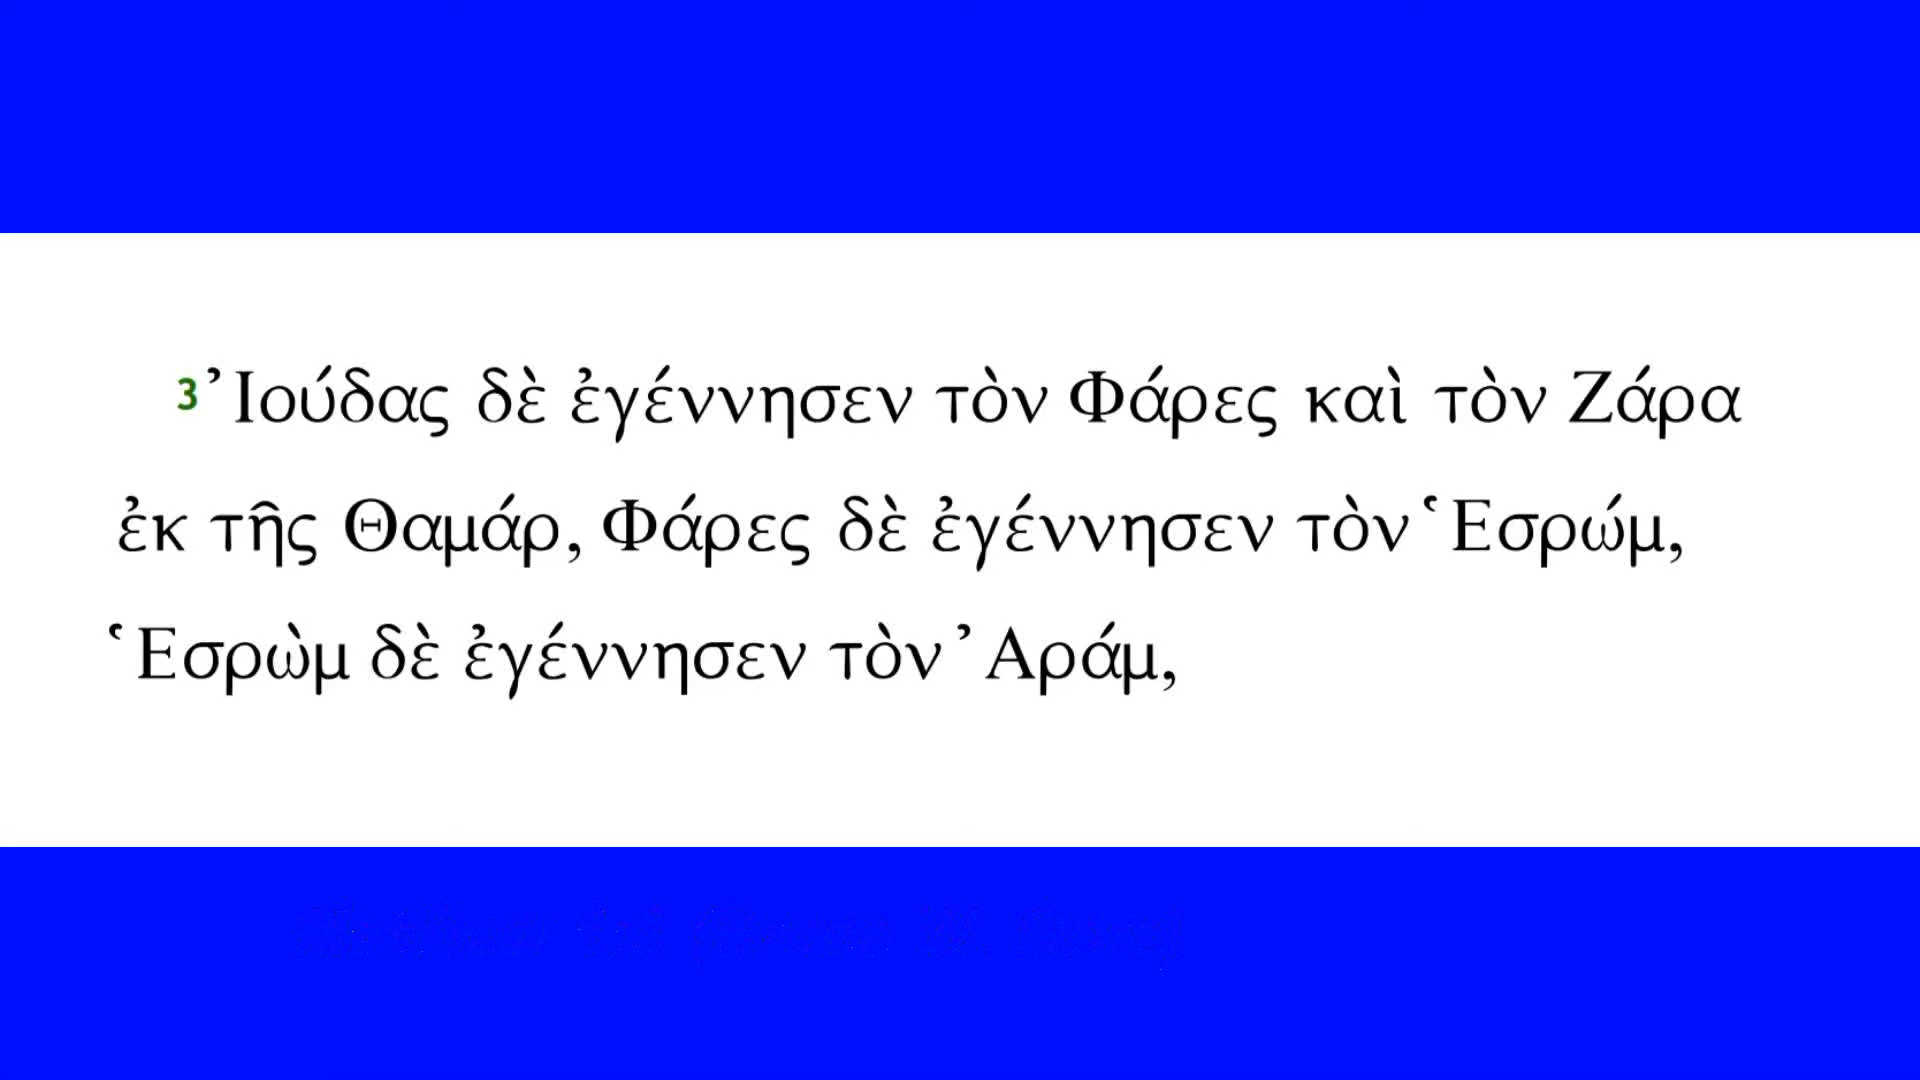 3 Ἰούδας δὲ ἐγέννησεν τὸν Φάρες καὶ τὸν Ζάρα
ἐκ τῆς Θαμάρ, Φάρες δὲ ἐγέννησεν τὸν Ἑσρώμ,
Ἑσρὼμ δὲ ἐγέννησεν τὸν Ἀράμ,